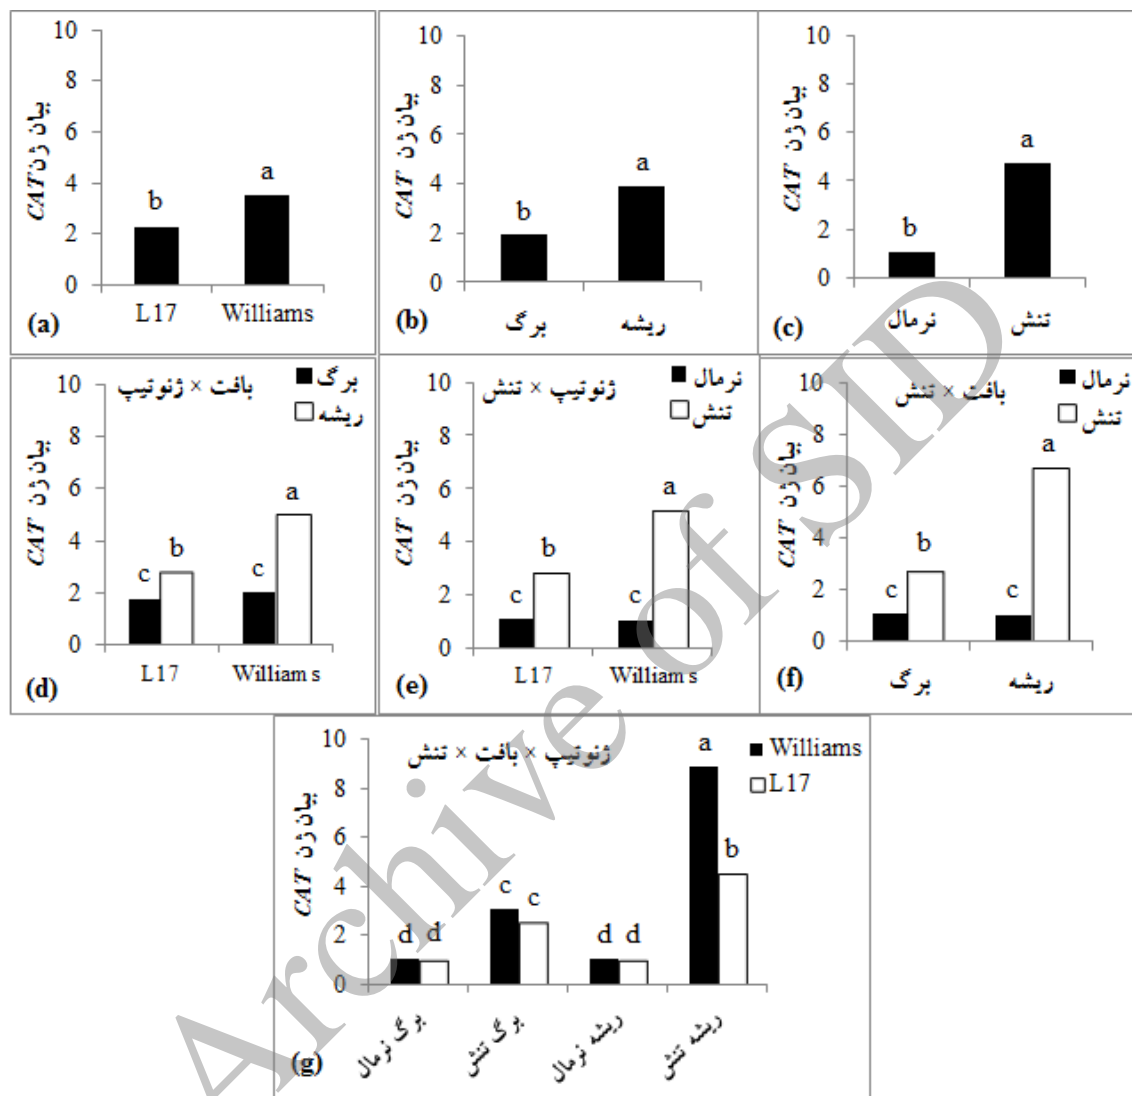 10
8
6
4
2
0
بیان ژن CAT
b
a
L17
Williams
(a)
10
8
6
4
2
0
بیان ژن CAT
b
a
برگ
ریشه
(b)
10
8
6
4
2
0
بیان ژن CAT
b
a
نرمال
تنش
(c)
بافت × ژنوتیپ
برگ
ریشه
10
8
6
4
2
0
بیان ژن CAT
c
b
c
a
L17
Williams
(d)
ژنوتیپ × تنش
نرمال
تنش
10
8
6
4
2
0
بیان ژن CAT
c
b
c
a
L17
Williams
(e)
بافت × تنش
نرمال
تنش
10
8
6
4
2
0
بیان ژن CAT
c
b
c
a
برگ
ریشه
(f)
ژنوتیپ × بافت × تنش
Williams
L17
10
8
6
4
2
0
بیان ژن CAT
d
d
c
c
d
d
a
b
برگ نرمال
برگ تنش
ریشه نرمال
ریشه تنش
(g)
Archive of SID